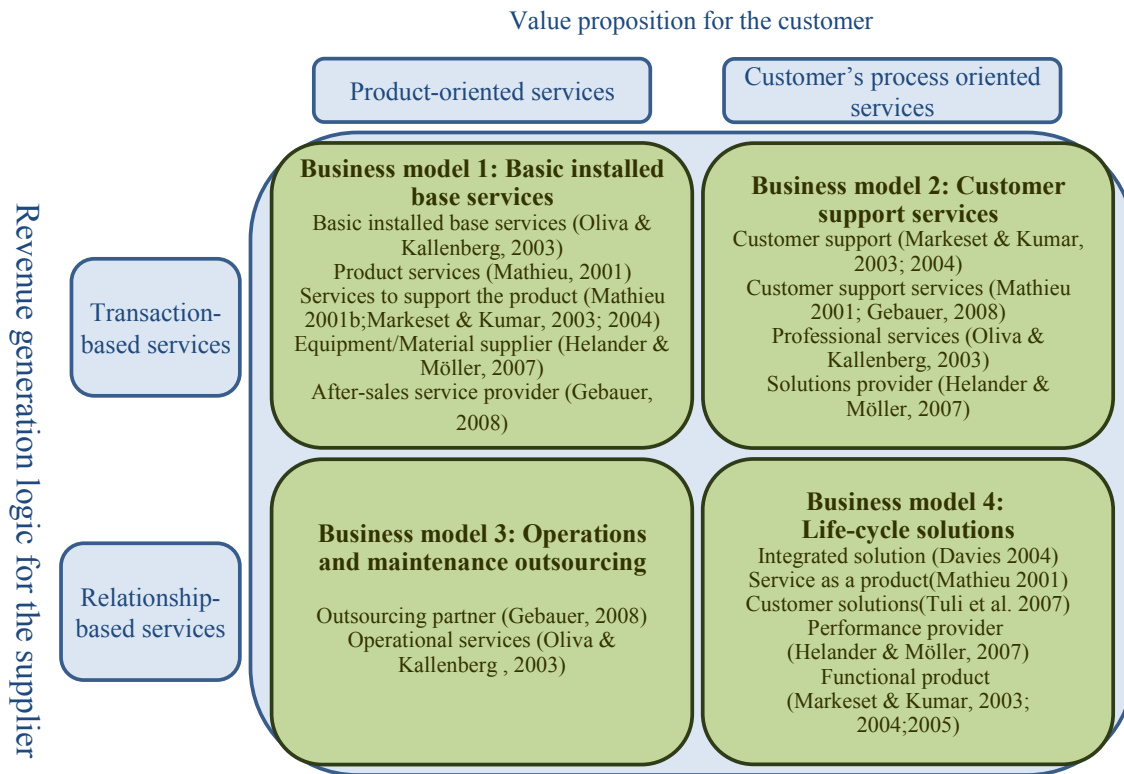 Value proposition for the customer
Product-oriented services
Customer's process oriented
services
Revenue generation logic for the supplier
Transaction-
based services
Business model 1: Basic installed
base services
Basic installed base services (Oliva &
Kallenberg, 2003)
Product services (Mathieu, 2001)
Services to support the product (Mathieu
2001b;Markeset & Kumar, 2003; 2004)
Equipment/Material supplier (Helander &
Möller, 2007)
After-sales service provider (Gebauer,
2008)
Business model 2: Customer
support services
Customer support (Markeset & Kumar,
2003; 2004)
Customer support services (Mathieu
2001; Gebauer, 2008)
Professional services (Oliva &
Kallenberg, 2003)
Solutions provider (Helander &
Möller, 2007)
Relationship-
based services
Business model 3: Operations
and maintenance outsourcing
Outsourcing partner (Gebauer, 2008)
Operational services (Oliva &
Kallenberg , 2003)
Business model 4:
Life-cycle solutions
Integrated solution (Davies 2004)
Service as a product(Mathieu 2001)
Customer solutions(Tuli et al. 2007)
Performance provider
(Helander & Möller, 2007)
Functional product
(Markeset & Kumar, 2003;
2004;2005)